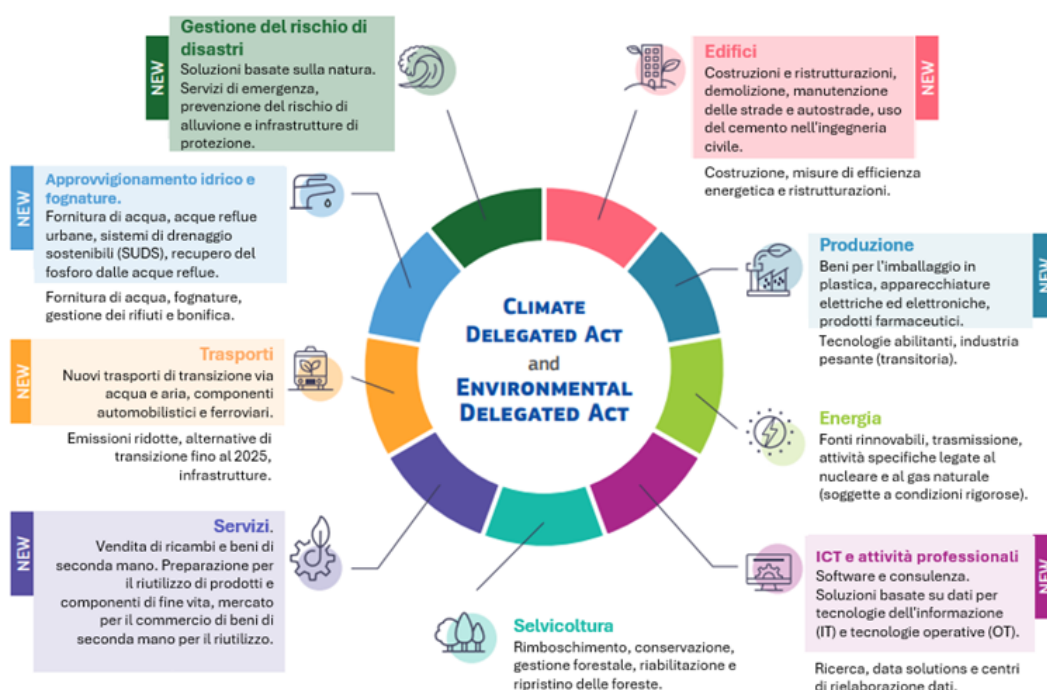 NEW
Gestione del rischio di
disastri
Soluzioni basate sulla natura.
Servizi di emergenza,
prevenzione del rischio di
alluvione e infrastrutture di
protezione.
Edifici
Costruzioni e ristrutturazioni,
demolizione, manutenzione
delle strade e autostrade, uso
del cemento nell'ingegneria
civile.
NEW
Costruzione, misure di efficienza
energetica e ristrutturazioni.
NEW
Approvvigionamento idrico e
fognature.
Fornitura di acqua, acque reflue
urbane, sistemi di drenaggio
sostenibili (SUDS), recupero del
fosforo dalle acque reflue.
Fornitura di acqua, fognature,
gestione dei rifiuti e bonifica.
Produzione
Beni per l'imballaggio in
plastica, apparecchiature
elettriche ed elettroniche,
prodotti farmaceutici.
NEW
Tecnologie abilitanti, industria
pesante (transitoria).
CLIMATE
DELEGATED ACT
and
ENVIRONMENTAL
DELEGATED ACT
NEW
Trasporti
Nuovi trasporti di transizione via
acqua e aria, componenti
automobilistici e ferroviari.
Emissioni ridotte, alternative di
transizione fino al 2025,
infrastrutture.
Energia
Fonti rinnovabili, trasmissione,
attività specifiche legate al
nucleare e al gas naturale
(soggette a condizioni rigorose).
NEW
Servizi.
Vendita di ricambi e beni di
seconda mano. Preparazione per
il riutilizzo di prodotti e
componenti di fine vita, mercato
per il commercio di beni di
seconda mano per il riutilizzo.
ICT e attività professionali
Software e consulenza.
Soluzioni basate su dati per
tecnologie dell'informazione
(IT) e tecnologie operative (OT).
NEW
Ricerca, data solutions e centri
di rielaborazione dati.
Selvicoltura
Rimboschimento, conservazione,
gestione forestale, riabilitazione e
ripristino delle foreste.